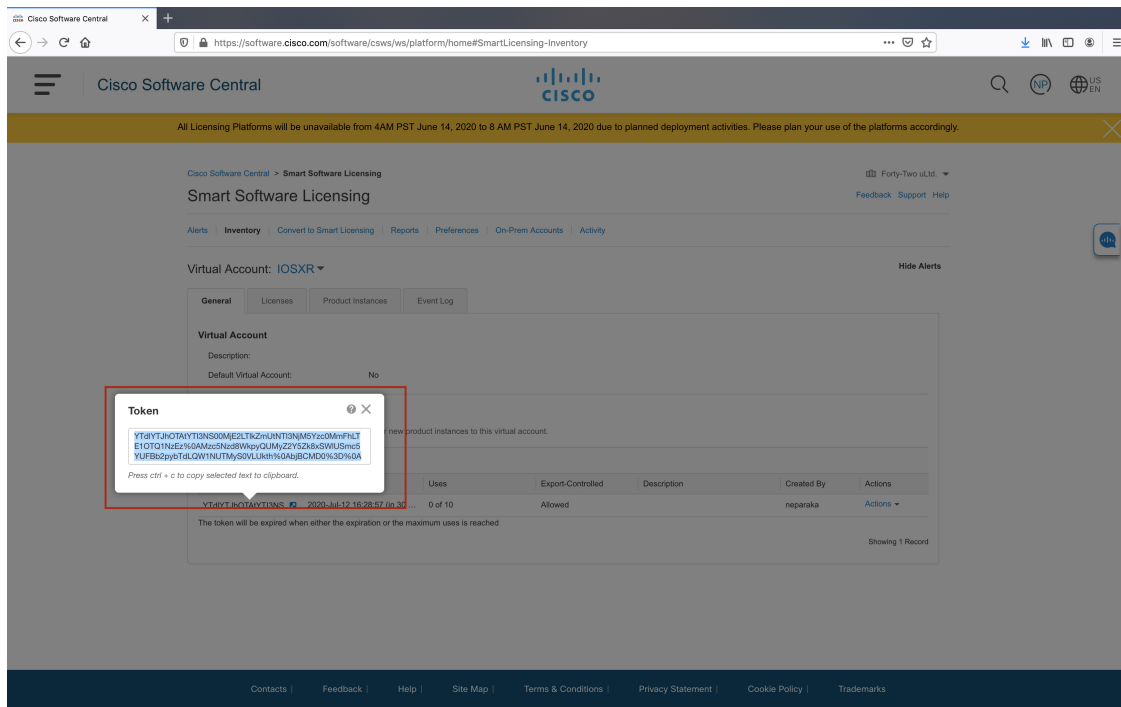 Cisco Software Central
https://software.cisco.com/software/csws/ws/platform/home#SmartLicensing-Inventory
Cisco Software Central
CISCO
NP
US
EN
All Licensing Platforms will be unavailable from 4AM PST June 14, 2020 to 8 AM PST June 14, 2020 due to planned deployment activities. Please plan your use of the platforms accordingly.
Cisco Software Central > Smart Software Licensing
Forty-Two uLtd.
Smart Software Licensing
Feedback Support Help
Alerts | Inventory | Convert to Smart Licensing | Reports | Preferences | On-Prem Accounts | Activity
Virtual Account: IOSXR
Hide Alerts
General Licenses Product Instances Event Log
Virtual Account
Description:
Default Virtual Account: No
Token
YTdlYTJhOTAtYTI3NS00MjE2LTlkZmUtNTI3NjM5Yzc0MmFhLT
E1OTQ1NzEz%0AMzc5Nzd8WkpyQUMyZ2Y5Zk8xSWlUSmc5
YUFBb2pybTdLQW1NUTMyS0VLUkth%0AbjBCMD0%3D%0A
Press ctrl + c to copy selected text to clipboard.
new product instances to this virtual account.
Uses Export-Controlled Description Created By Actions
YTdlYTJhOTAtYTI3NS 2020-Jul-12 16:28:57 (in 30 ... 0 of 10 Allowed neparaka Actions
The token will be expired when either the expiration or the maximum uses is reached
Showing 1 Record
Contacts | Feedback | Help | Site Map | Terms & Conditions | Privacy Statement | Cookie Policy | Trademarks